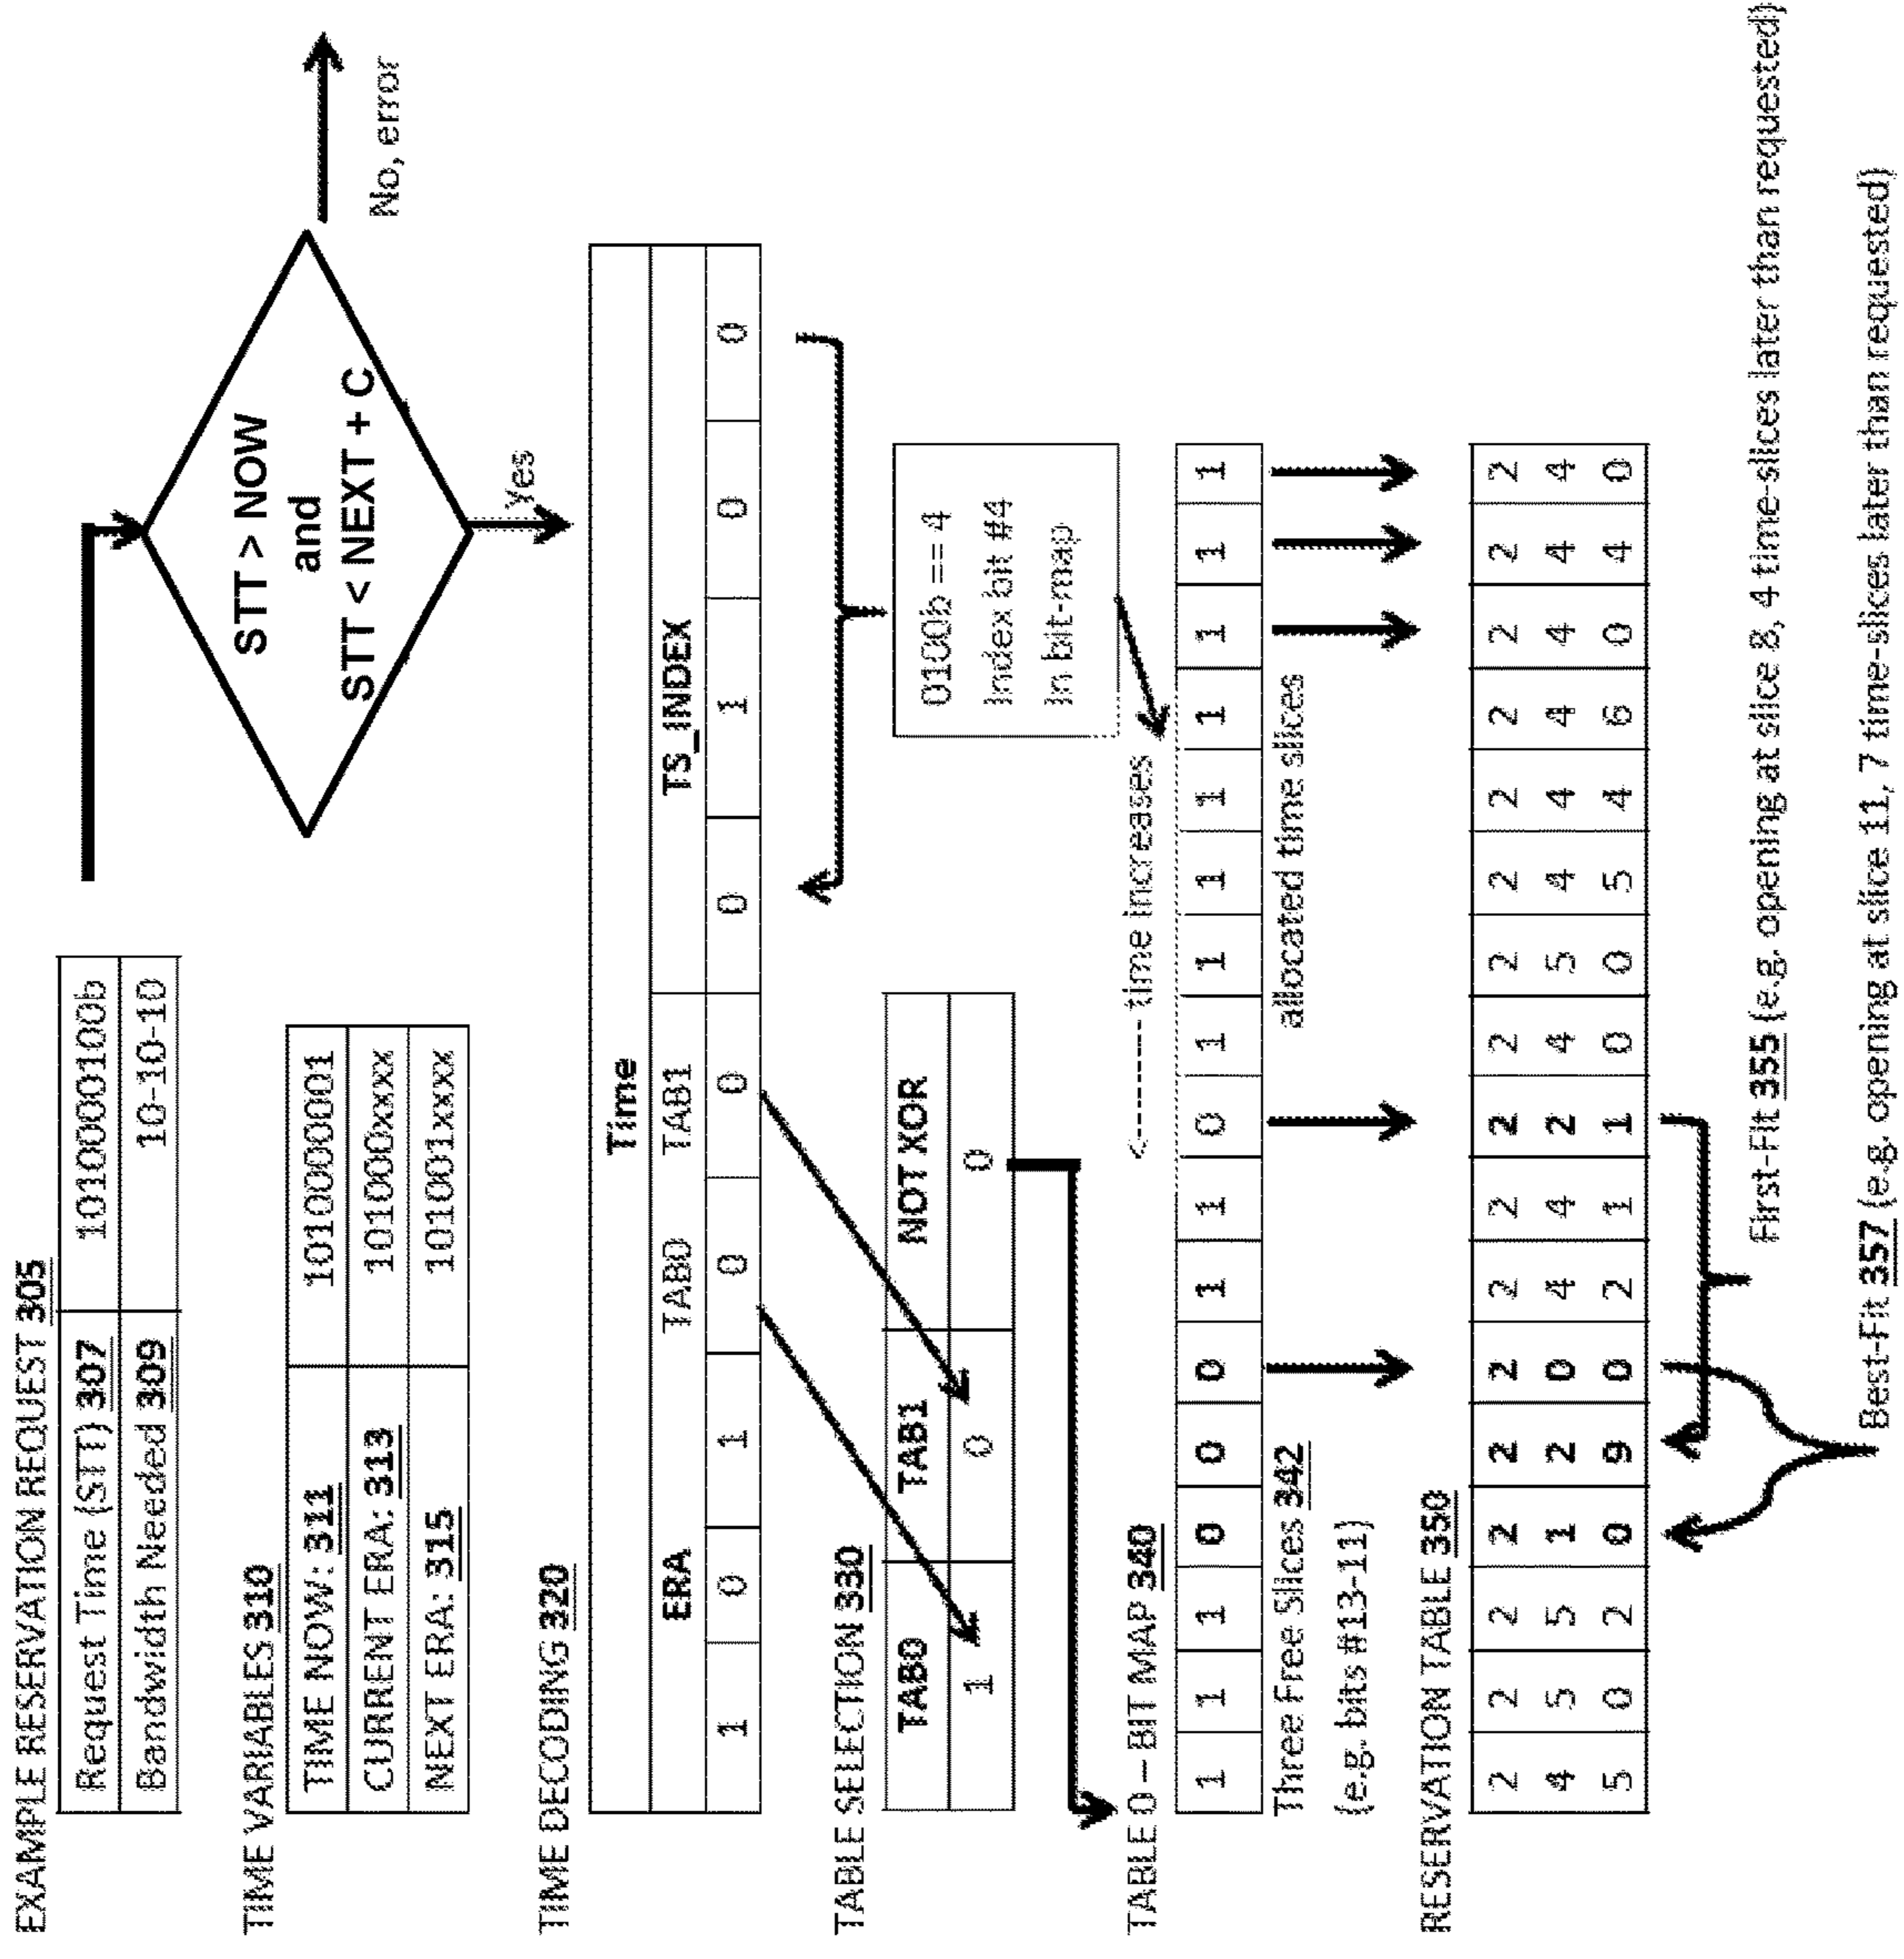 EXAMPLE RESERVATION REQUEST 305
Request Time (STT) 307 1010000100b
Bandwidth Needed 309 10-10-10
STT > NOW
and
STT < NEXT + C
No, error
Yes
TIME VARIABLES 310
TIME NOW: 311 1010000001
CURRENT ERA: 313 101000xxxx
NEXT ERA: 315 101001xxxx
TIME DECODING 320
Time
ERA TAB0 TAB1 TS_INDEX
1 0 1 0 0 0 1 0 0
TABLE SELECTION 330
TAB0 TAB1 NOT XOR
1 0 0
0100b == 4
Index bit #4
In bit-map
TABLE 0 – BIT MAP 340
<------- time increases
1 1 1 0 0 0 1 1 0 1 1 1 1 1 1 1 1
Three Free Slices 342
(e.g. bits #13-11)
allocated time slices
RESERVATION TABLE 350
2 2 2 2 2 2 2 2 2 2 2 2 2 2 2 2 2
4 5 5 1 2 0 4 4 2 4 5 4 4 4 4 4 4
5 0 2 0 9 0 2 1 1 0 0 5 4 6 0 4 0
First-Fit 355 (e.g. opening at slice 8, 4 time-slices later than requested)
Best-Fit 357 (e.g. opening at slice 11, 7 time-slices later than requested)